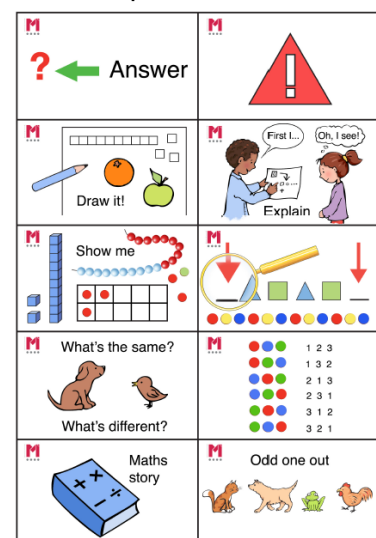 M
M
? Answer
!
M
M
Draw it!
First I...
Oh, I see!
Explain
M
M
Show me
M
M
What's the same?
What's different?
1 2 3
1 3 2
2 1 3
2 3 1
3 1 2
3 2 1
M
M
Maths
story
+ ×
− ÷
Odd one out